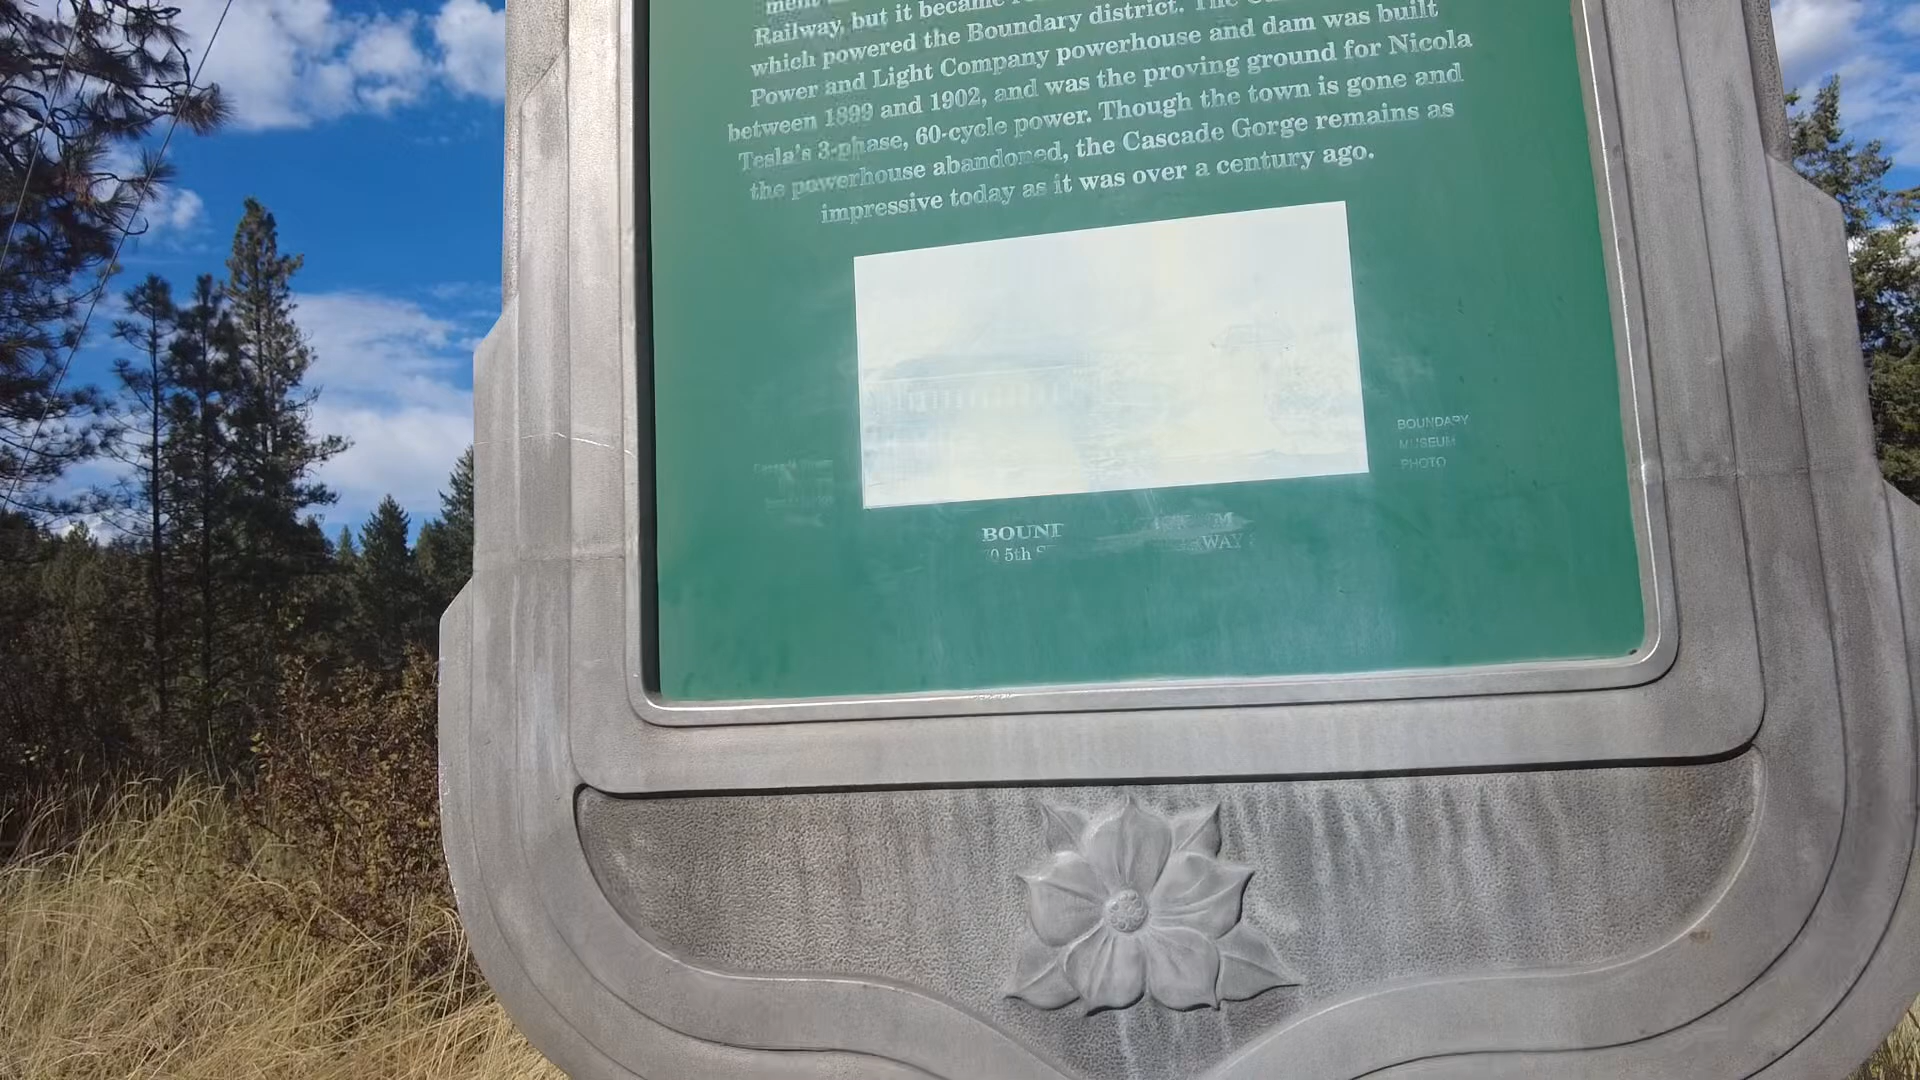 Railway, but it became
which powered the Boundary district. The
Power and Light Company powerhouse and dam was built
between 1899 and 1902, and was the proving ground for Nicola
Tesla's 3-phase, 60-cycle power. Though the town is gone and
the powerhouse abandoned, the Cascade Gorge remains as
impressive today as it was over a century ago.
BOUNDARY
MUSEUM
PHOTO
5th